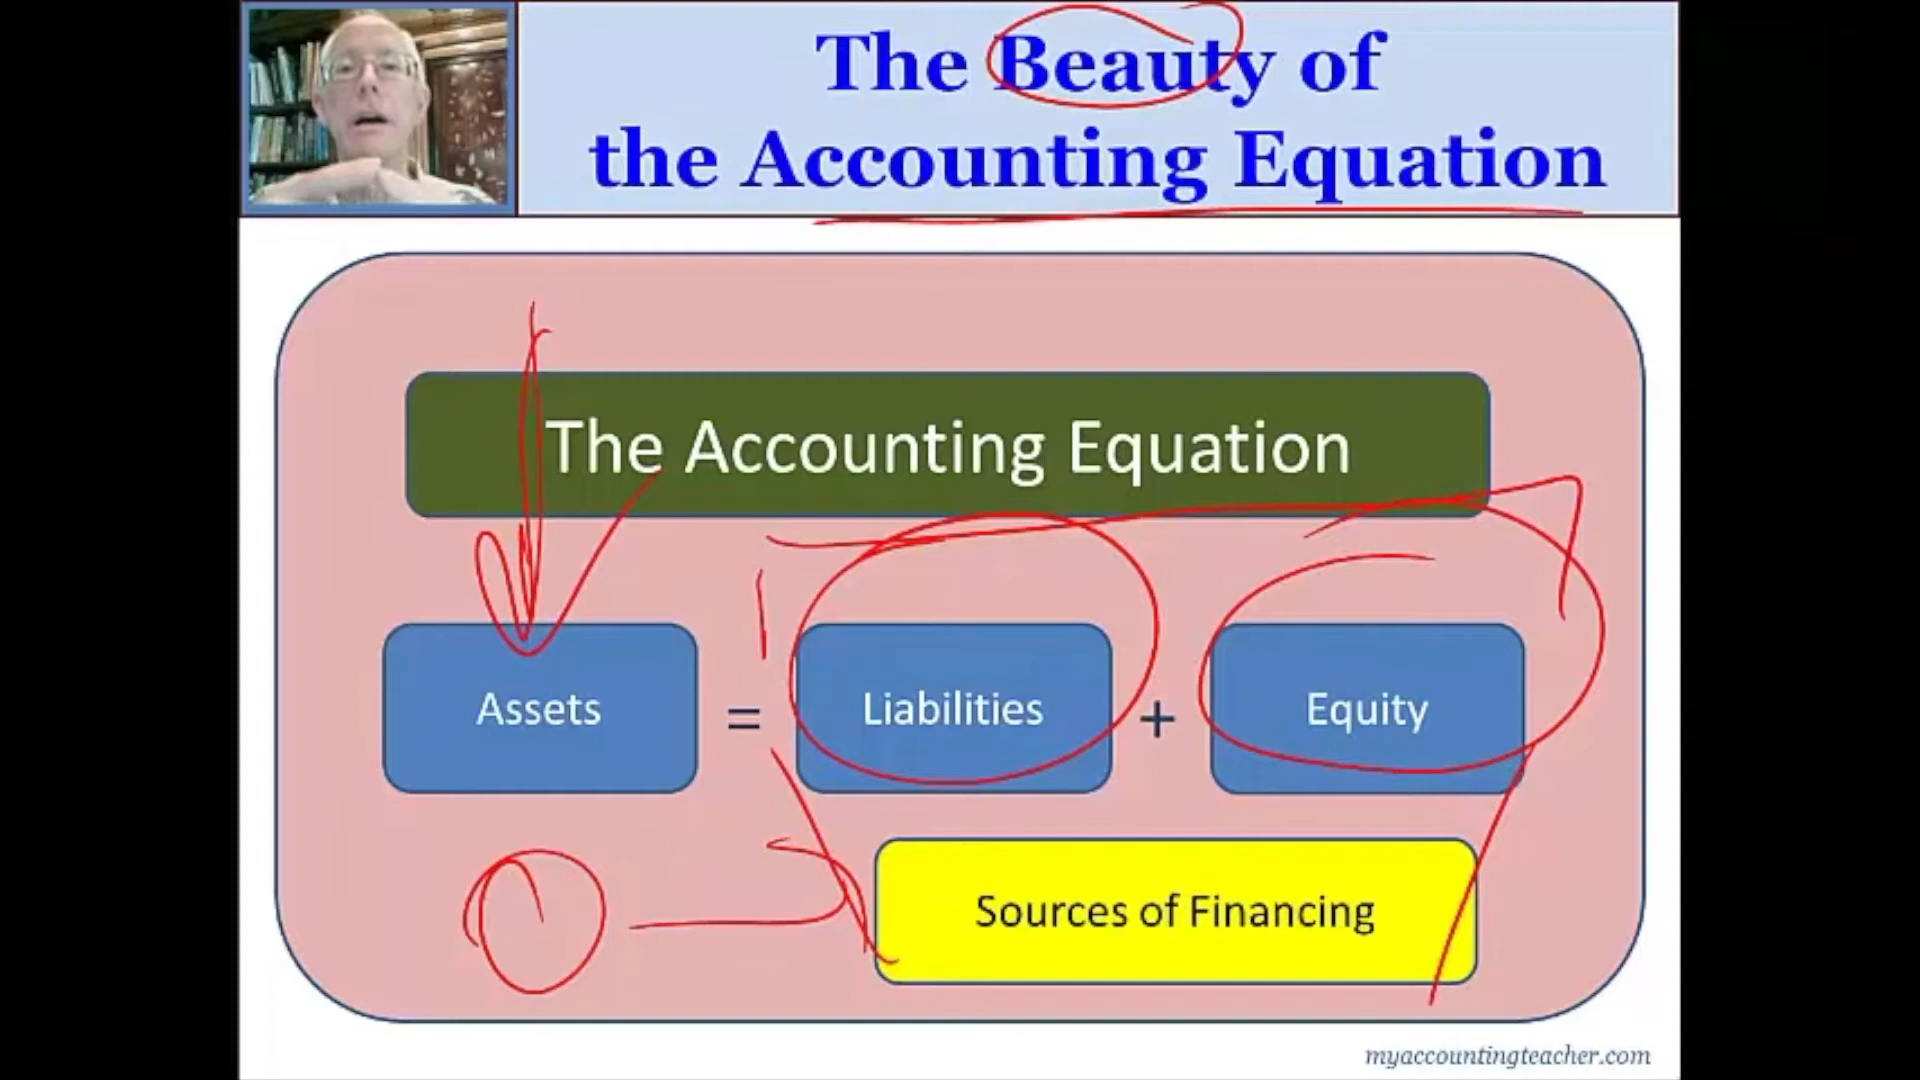 The Beauty of
the Accounting Equation
The Accounting Equation
Assets = Liabilities + Equity
Sources of Financing
myaccountingteacher.com